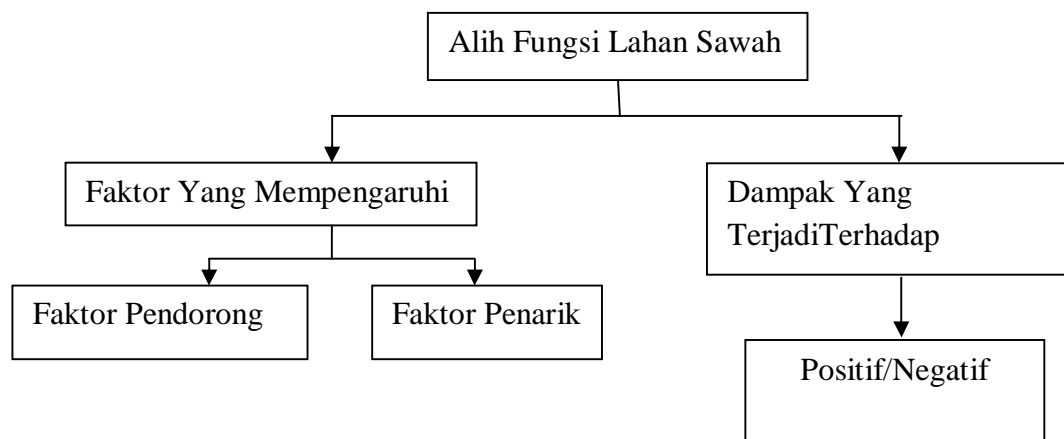 Alih Fungsi Lahan Sawah
Faktor Yang Mempengaruhi
Dampak Yang
TerjadiTerhadap
Faktor Pendorong
Faktor Penarik
Positif/Negatif